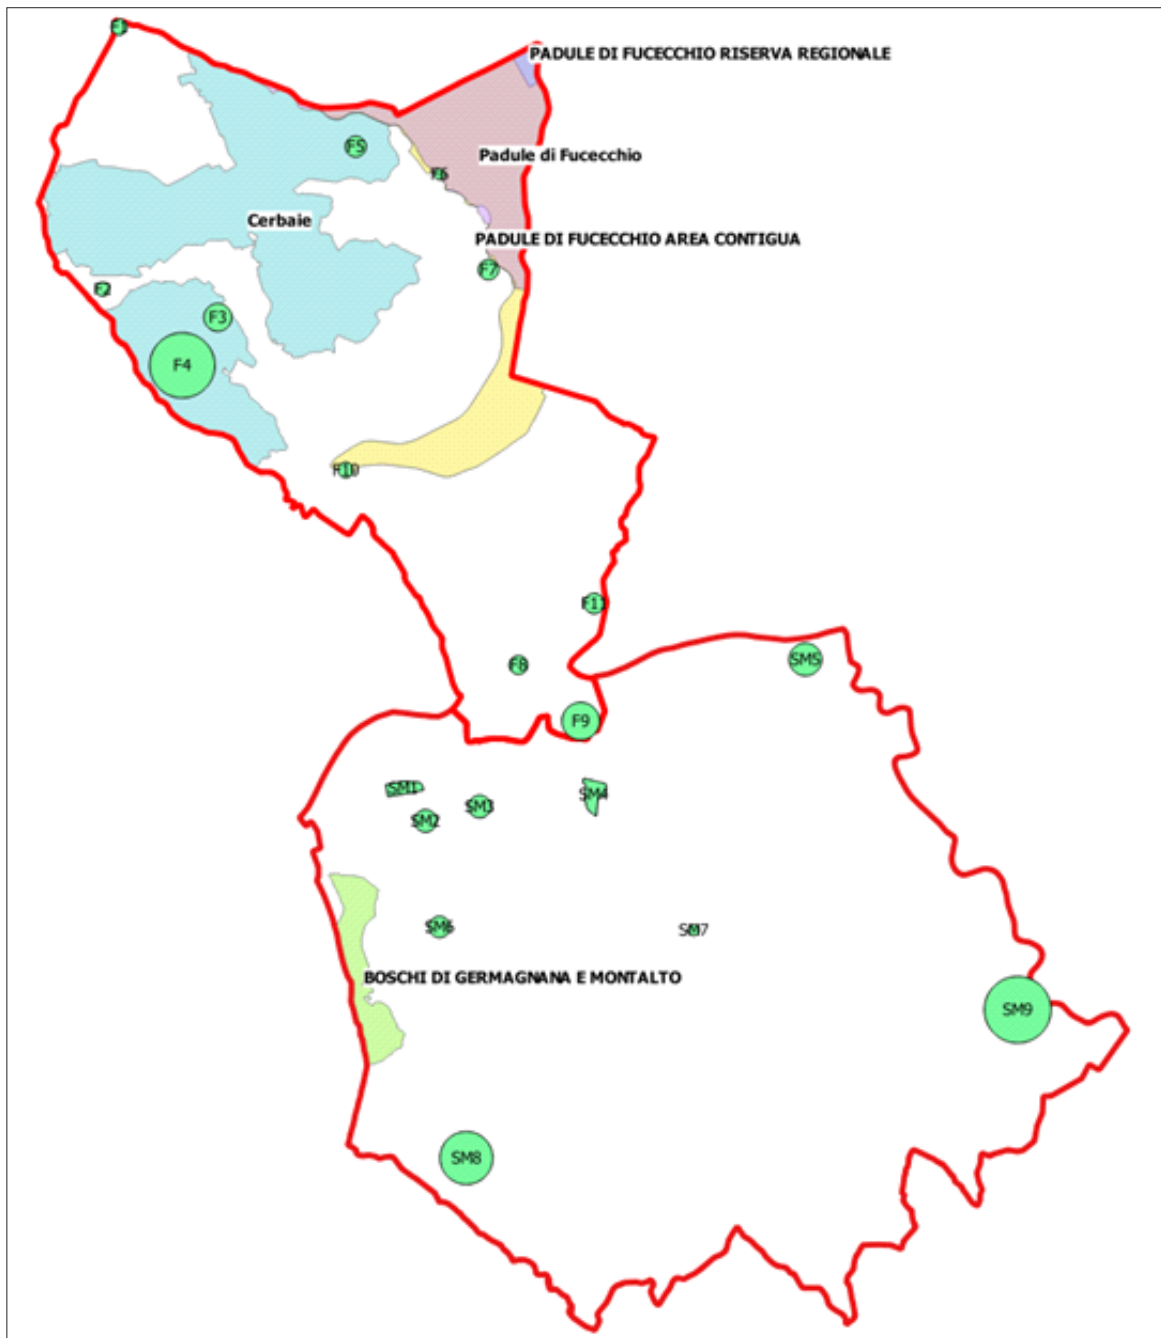 F1
PADULE DI FUCECCHIO RISERVA REGIONALE
F5
Padule di Fucecchio
F6
Cerbaie
PADULE DI FUCECCHIO AREA CONTIGUA
F7
F2
F3
F4
F10
F11
F8
SM5
F9
SM1
SM4
SM3
SM2
SM6
SM7
BOSCHI DI GERMAGNANA E MONTALTO
SM9
SM8